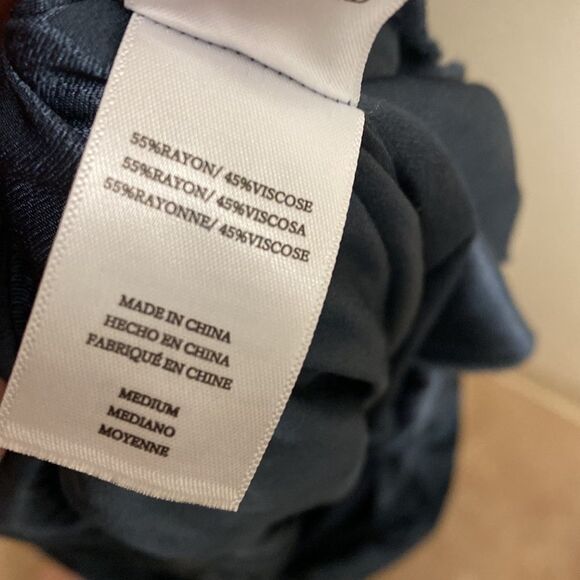 55%RAYON/ 45%VISCOSE
55%RAYON/ 45%VISCOSA
55%RAYONNE/ 45%VISCOSE
MADE IN CHINA
HECHO EN CHINA
FABRIQUÉ EN CHINE
MEDIUM
MEDIANO
MOYENNE